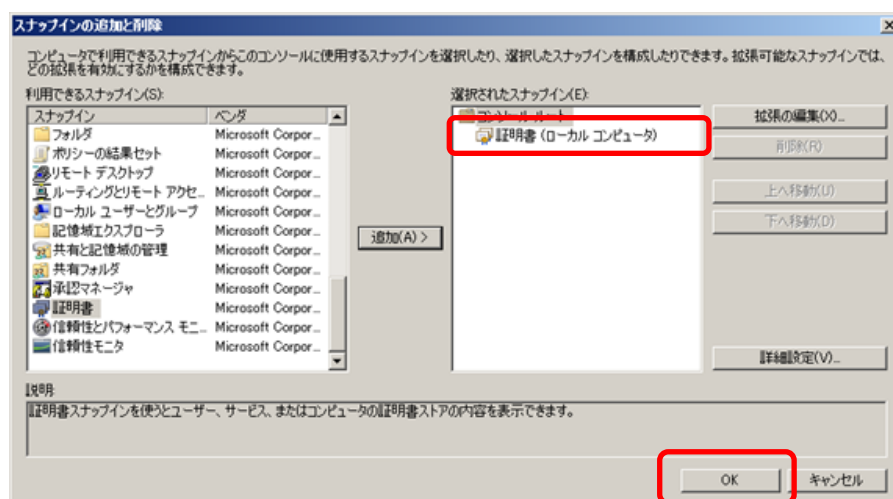 スナップインの追加と削除
コンピュータで利用できるスナップインからこのコンソールに使用するスナップインを選択したり、選択したスナップインを構成したりできます。拡張可能なスナップインでは、
どの拡張を有効にするかを構成できます。
利用できるスナップイン(S):
スナップイン ベンダ
フォルダ Microsoft Corpor...
ポリシーの結果セット Microsoft Corpor...
リモート デスクトップ Microsoft Corpor...
ルーティングとリモート アクセ... Microsoft Corpor...
ローカル ユーザーとグループ Microsoft Corpor...
記憶域エクスプローラ Microsoft Corpor...
共有と記憶域の管理 Microsoft Corpor...
共有フォルダ Microsoft Corpor...
承認マネージャ Microsoft Corpor...
証明書 Microsoft Corpor...
信頼性とパフォーマンス モニ... Microsoft Corpor...
信頼性モニタ Microsoft Corpor...
追加(A) >
選択されたスナップイン(E):
コンソール ルート
証明書 (ローカル コンピュータ)
拡張の編集(X)...
削除(R)
上へ移動(U)
下へ移動(D)
詳細設定(V)...
説明:
証明書スナップインを使うとユーザー、サービス、またはコンピュータの証明書ストアの内容を表示できます。
OK
キャンセル